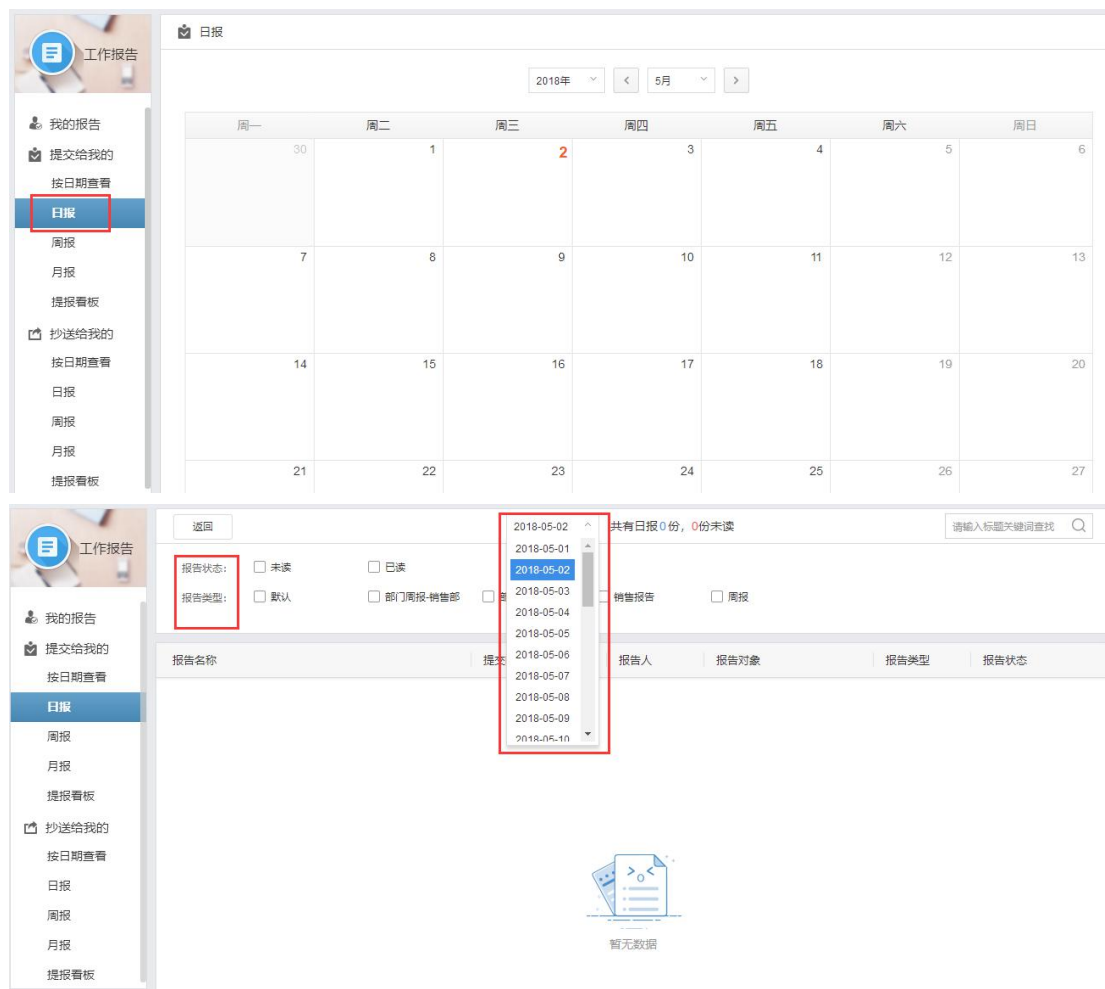 工作报告
我的报告
提交给我的
按日期查看
日报
周报
月报
提报看板
抄送给我的
按日期查看
日报
周报
月报
提报看板
日报
2018年 5月
周一 周二 周三 周四 周五 周六 周日
30 1 2 3 4 5 6
7 8 9 10 11 12 13
14 15 16 17 18 19 20
21 22 23 24 25 26 27
工作报告
我的报告
提交给我的
按日期查看
日报
周报
月报
提报看板
抄送给我的
按日期查看
日报
周报
月报
提报看板
返回 2018-05-02 共有日报0份，0份未读 请输入标题关键词查找
报告状态: 未读 已读
报告类型: 默认 部门周报-销售部 销售报告 周报
2018-05-01
2018-05-02
2018-05-03
2018-05-04
2018-05-05
2018-05-06
2018-05-07
2018-05-08
2018-05-09
2018-05-10
报告名称 提交 报告人 报告对象 报告类型 报告状态
暂无数据